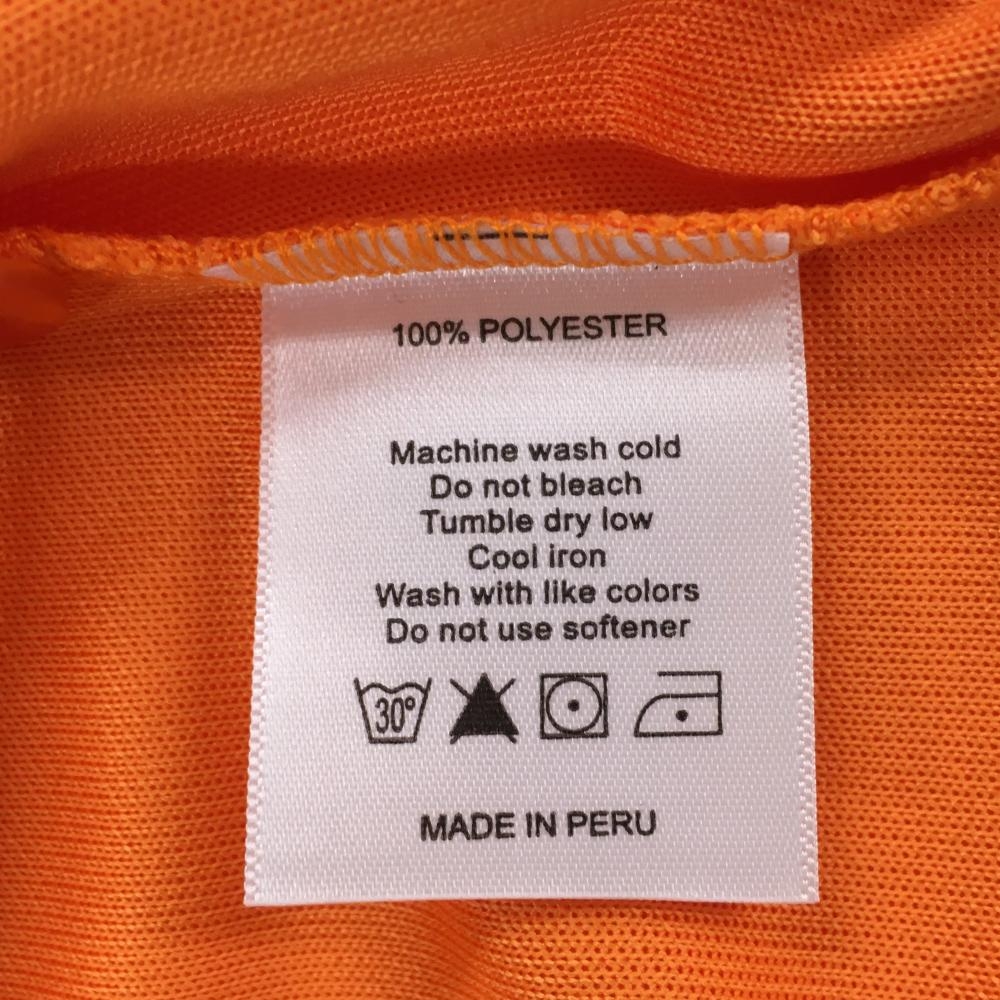 100% POLYESTER
Machine wash cold
Do not bleach
Tumble dry low
Cool iron
Wash with like colors
Do not use softener
30°
MADE IN PERU